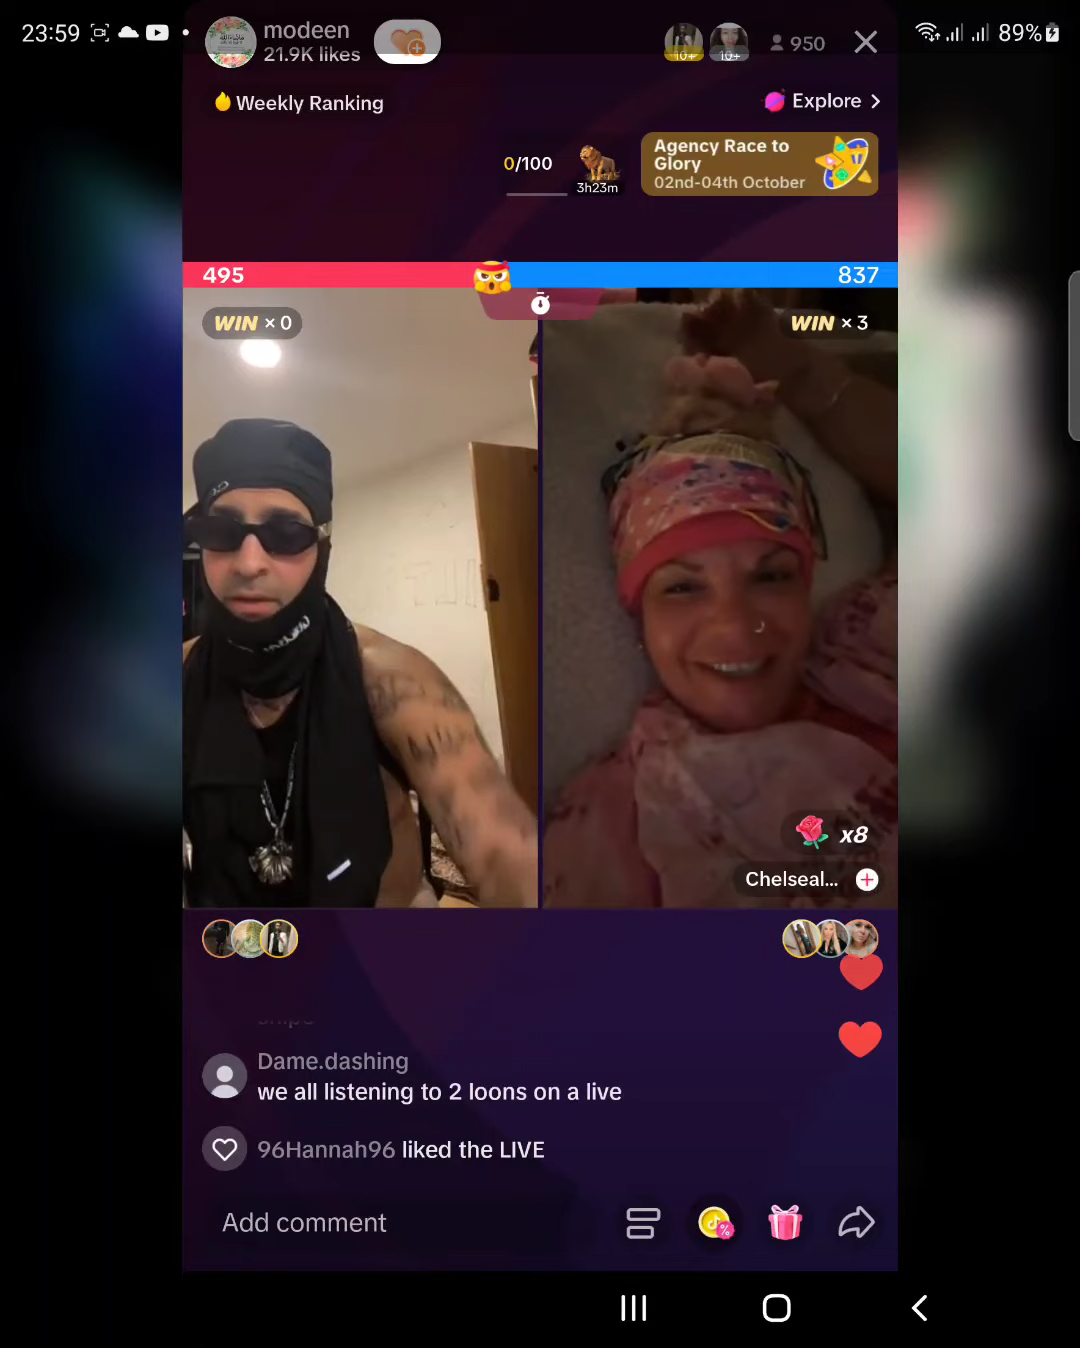 23:59
89%
modeen
21.9K likes
10+
10+
950
Weekly Ranking
Explore
0/100
3h23m
Agency Race to
Glory
02nd-04th October
495
837
WIN × 0
WIN × 3
x8
Chelseal...
Dame.dashing
we all listening to 2 loons on a live
96Hannah96 liked the LIVE
Add comment